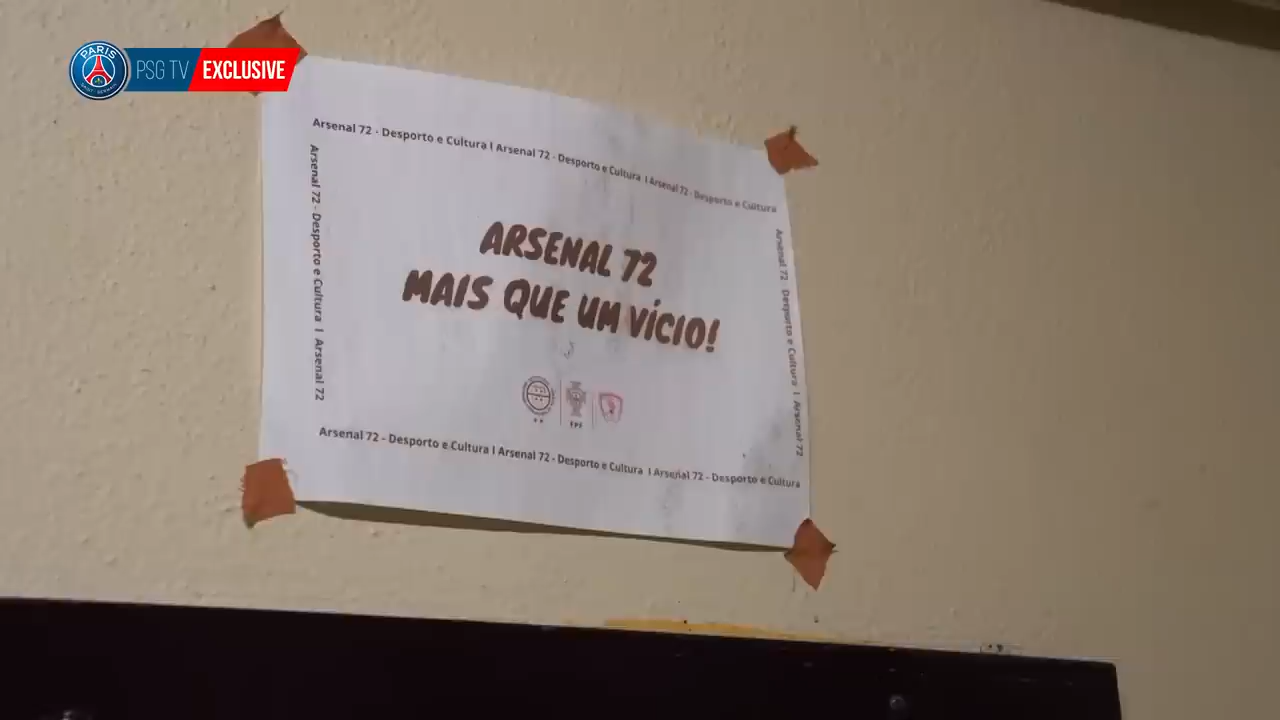 PARIS
PSG TV EXCLUSIVE
Arsenal 72 - Desporto e Cultura I Arsenal 72 - Desporto e Cultura I Arsenal 72 - Desporto e Cultura
Arsenal 72 - Desporto e Cultura I Arsenal 72
ARSENAL 72
MAIS QUE UM VÍCIO!
FPF
Arsenal 72 - Desporto e Cultura I Arsenal 72
Arsenal 72 - Desporto e Cultura I Arsenal 72 - Desporto e Cultura I Arsenal 72 - Desporto e Cultura